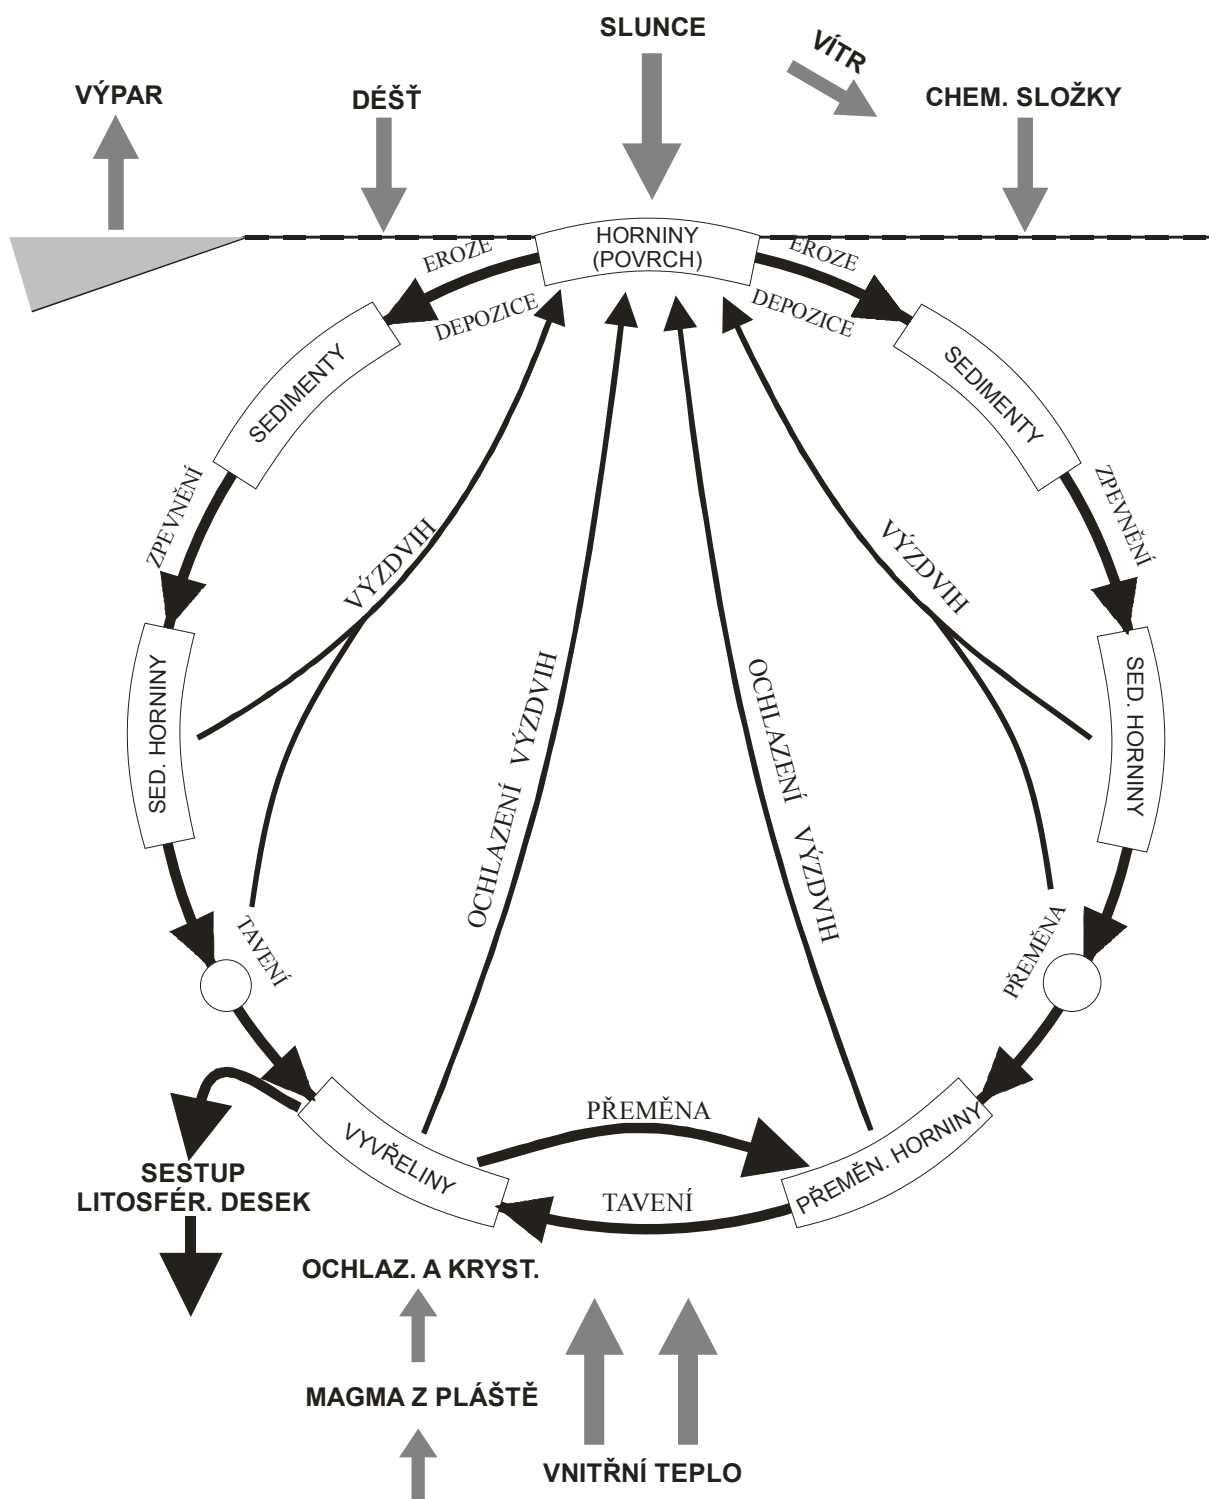 SLUNCE
VÍTR
VÝPAR
DÉŠŤ
CHEM. SLOŽKY
HORNINY
(POVRCH)
EROZE
EROZE
DEPOZICE
DEPOZICE
SEDIMENTY
SEDIMENTY
ZPEVNĚNÍ
ZPEVNĚNÍ
VÝZDVIH
VÝZDVIH
SED. HORNINY
OCHLAZENÍ VÝZDVIH
OCHLAZENÍ VÝZDVIH
SED. HORNINY
TAVENÍ
PŘEMĚNA
PŘEMĚNA
VYVŘELINY
PŘEMĚN. HORNINY
SESTUP
LITOSFÉR. DESEK
TAVENÍ
OCHLAZ. A KRYST.
MAGMA Z PLÁŠTĚ
VNITŘNÍ TEPLO